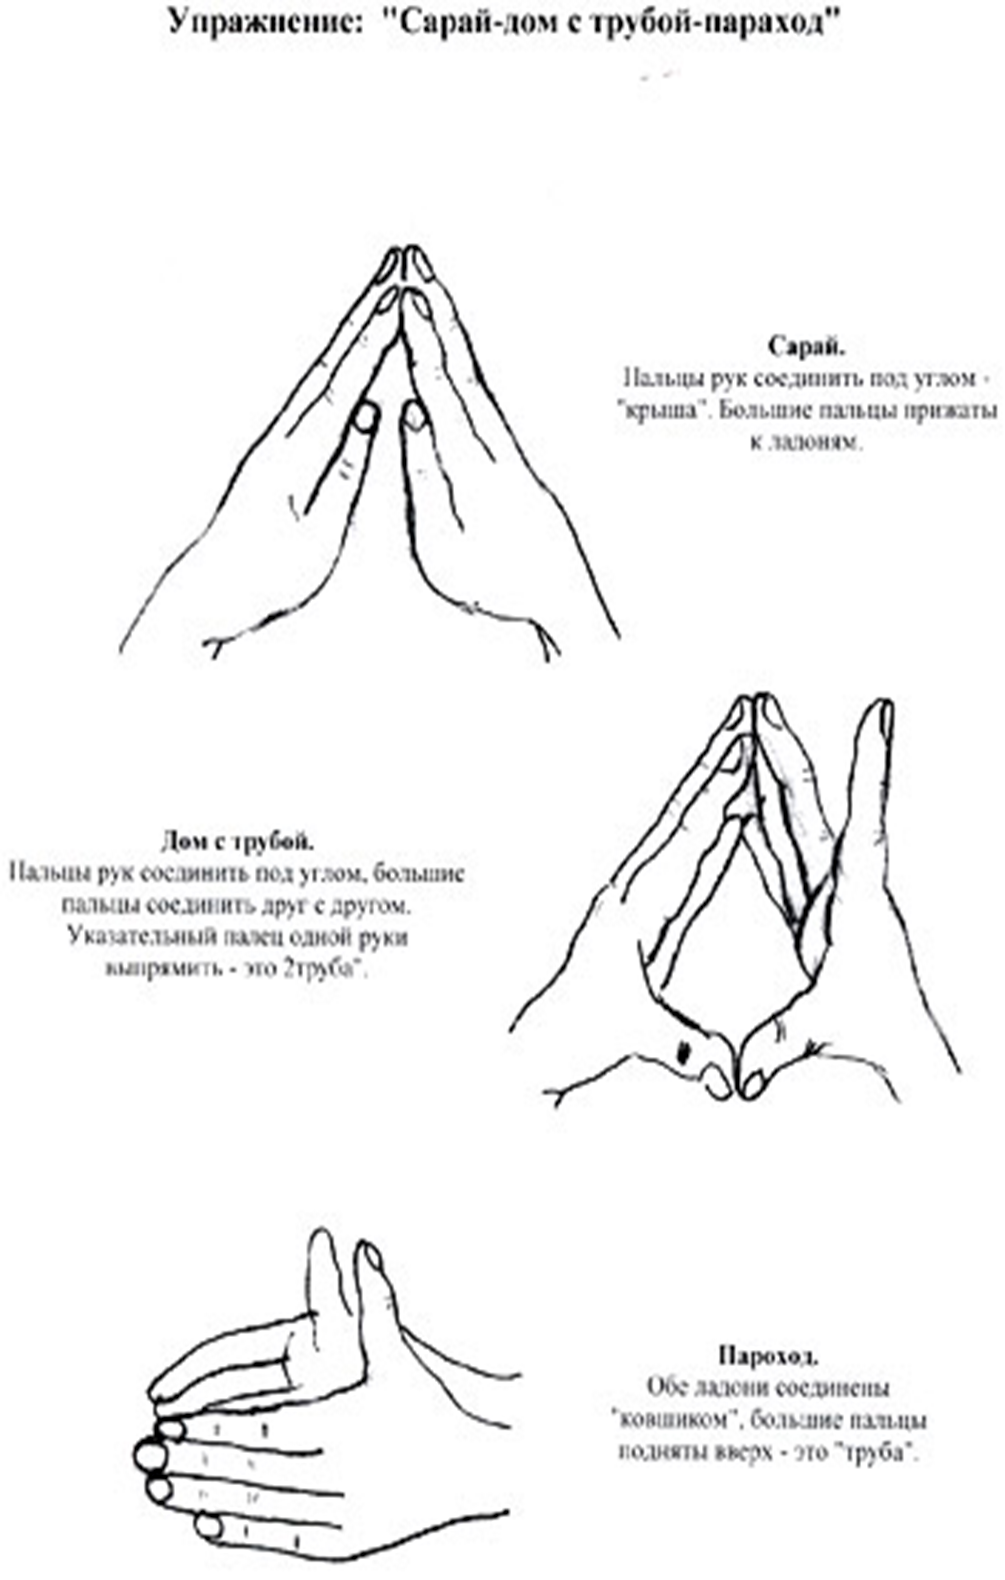 Упражнение: "Сарай-дом с трубой-параход"
Сарай.
Пальцы рук соединить под углом -
"крыша". Большие пальцы прижаты
к ладоням.
Дом с трубой.
Пальцы рук соединить под углом, большие
пальцы соединить друг с другом.
Указательный палец одной руки
выпрямить - это 2труба".
Пароход.
Обе ладони соединены
"ковшиком", большие пальцы
подняты вверх - это "труба".